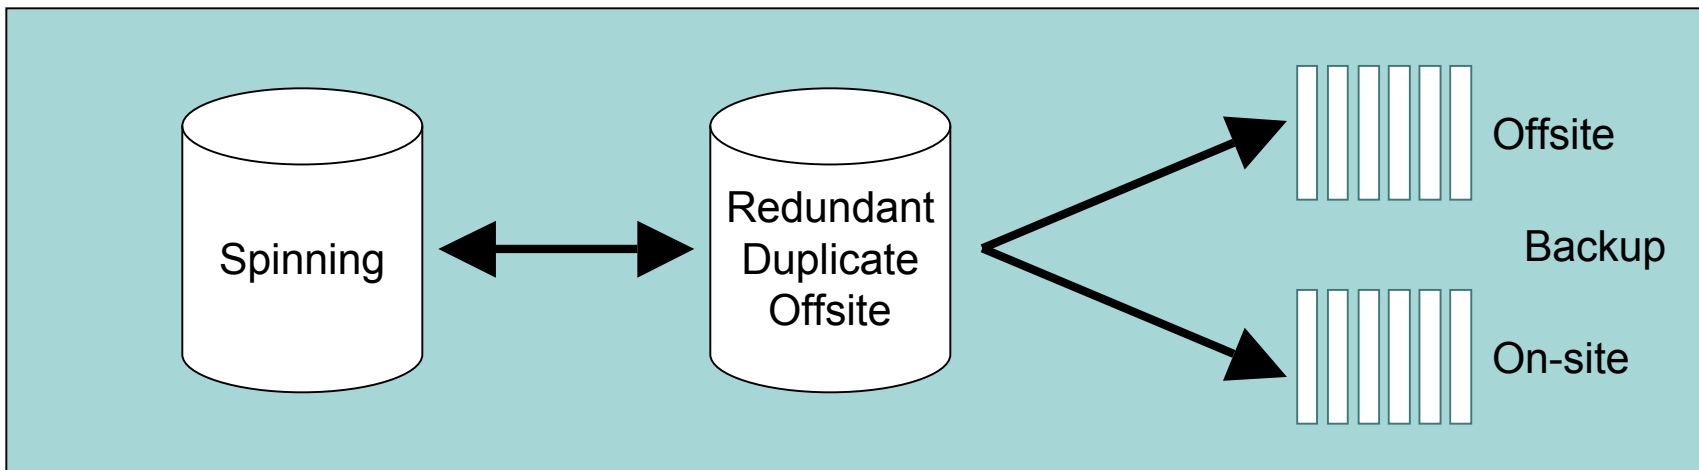 Spinning
Redundant
Duplicate
Offsite
Offsite
Backup
On-site